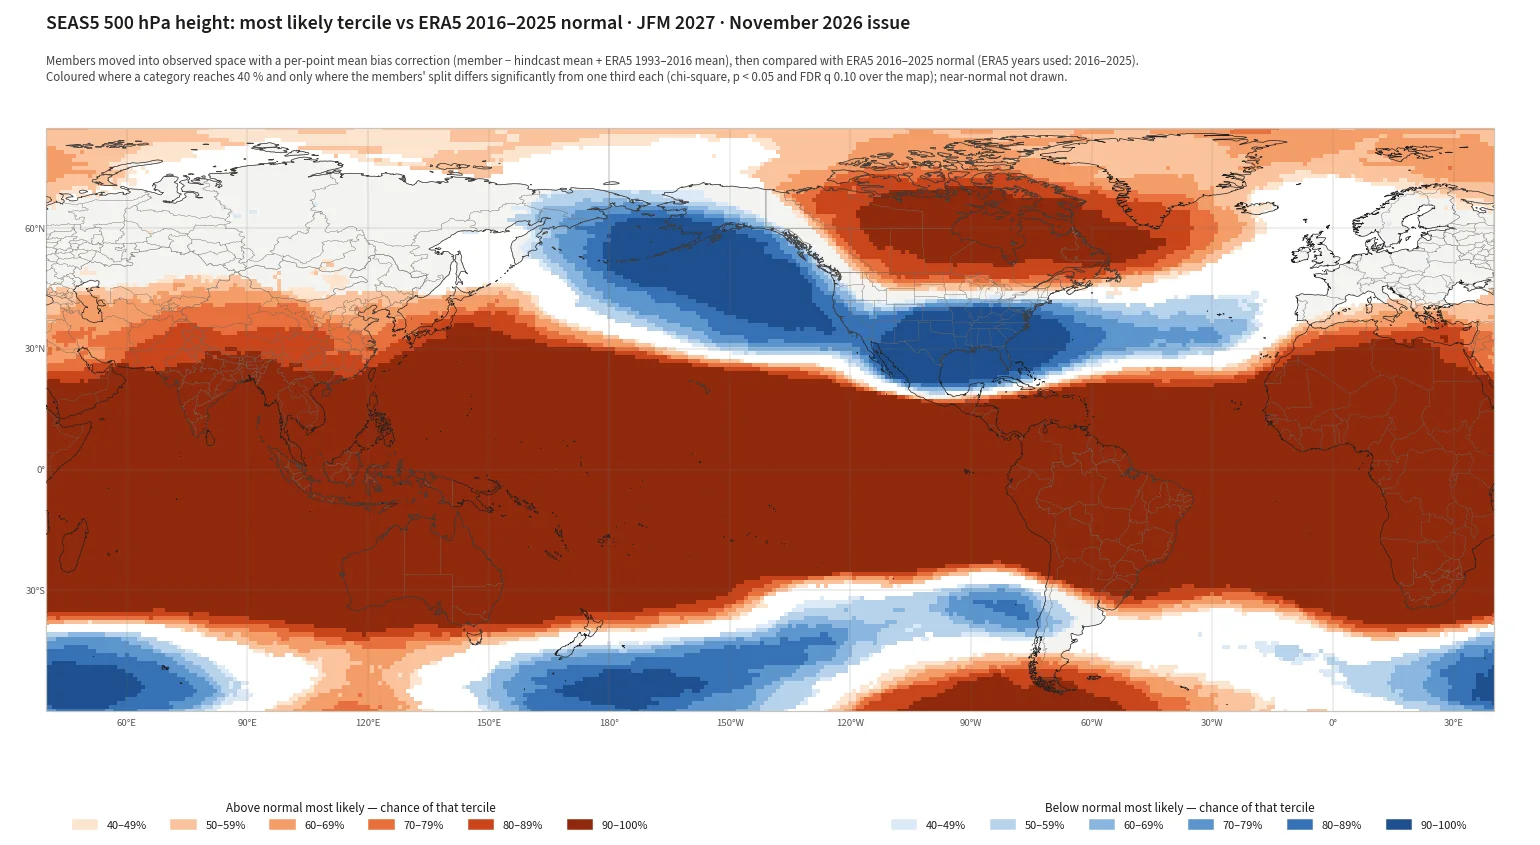 SEAS5 500 hPa height: most likely tercile vs ERA5 2016–2025 normal · JFM 2027 · November 2026 issue
Members moved into observed space with a per-point mean bias correction (member − hindcast mean + ERA5 1993–2016 mean), then compared with ERA5 2016–2025 normal (ERA5 years used: 2016–2025).
Coloured where a category reaches 40 % and only where the members' split differs significantly from one third each (chi-square, p < 0.05 and FDR q 0.10 over the map); near-normal not drawn.
60°N
30°N
0°
30°S
60°E 90°E 120°E 150°E 180° 150°W 120°W 90°W 60°W 30°W 0° 30°E
Above normal most likely — chance of that tercile
40–49% 50–59% 60–69% 70–79% 80–89% 90–100%
Below normal most likely — chance of that tercile
40–49% 50–59% 60–69% 70–79% 80–89% 90–100%